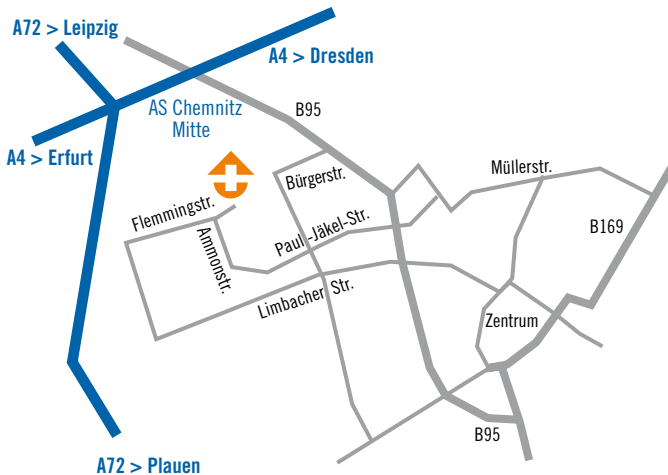 A72 > Leipzig
A4 > Dresden
AS Chemnitz
Mitte
B95
A4 > Erfurt
Bürgerstr.
Müllerstr.
Flemmingstr.
Paul-Jäkel-Str.
B169
Ammonstr.
Limbacher Str.
Zentrum
B95
A72 > Plauen